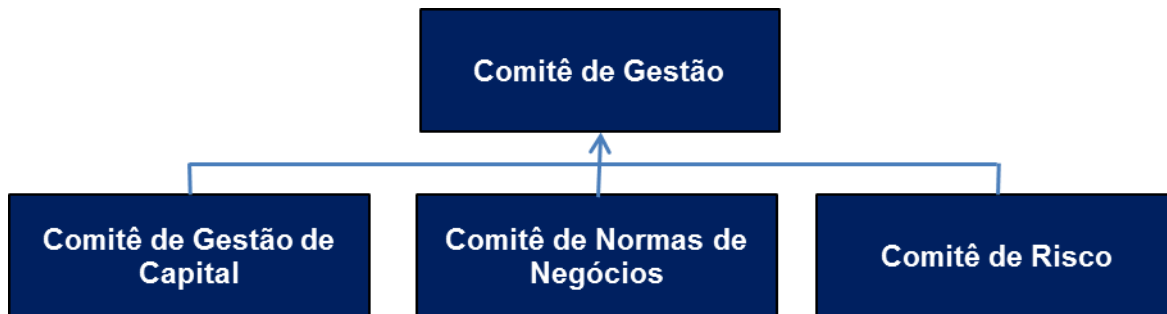 Comitê de Gestão
Comitê de Gestão de
Capital
Comitê de Normas de
Negócios
Comitê de Risco